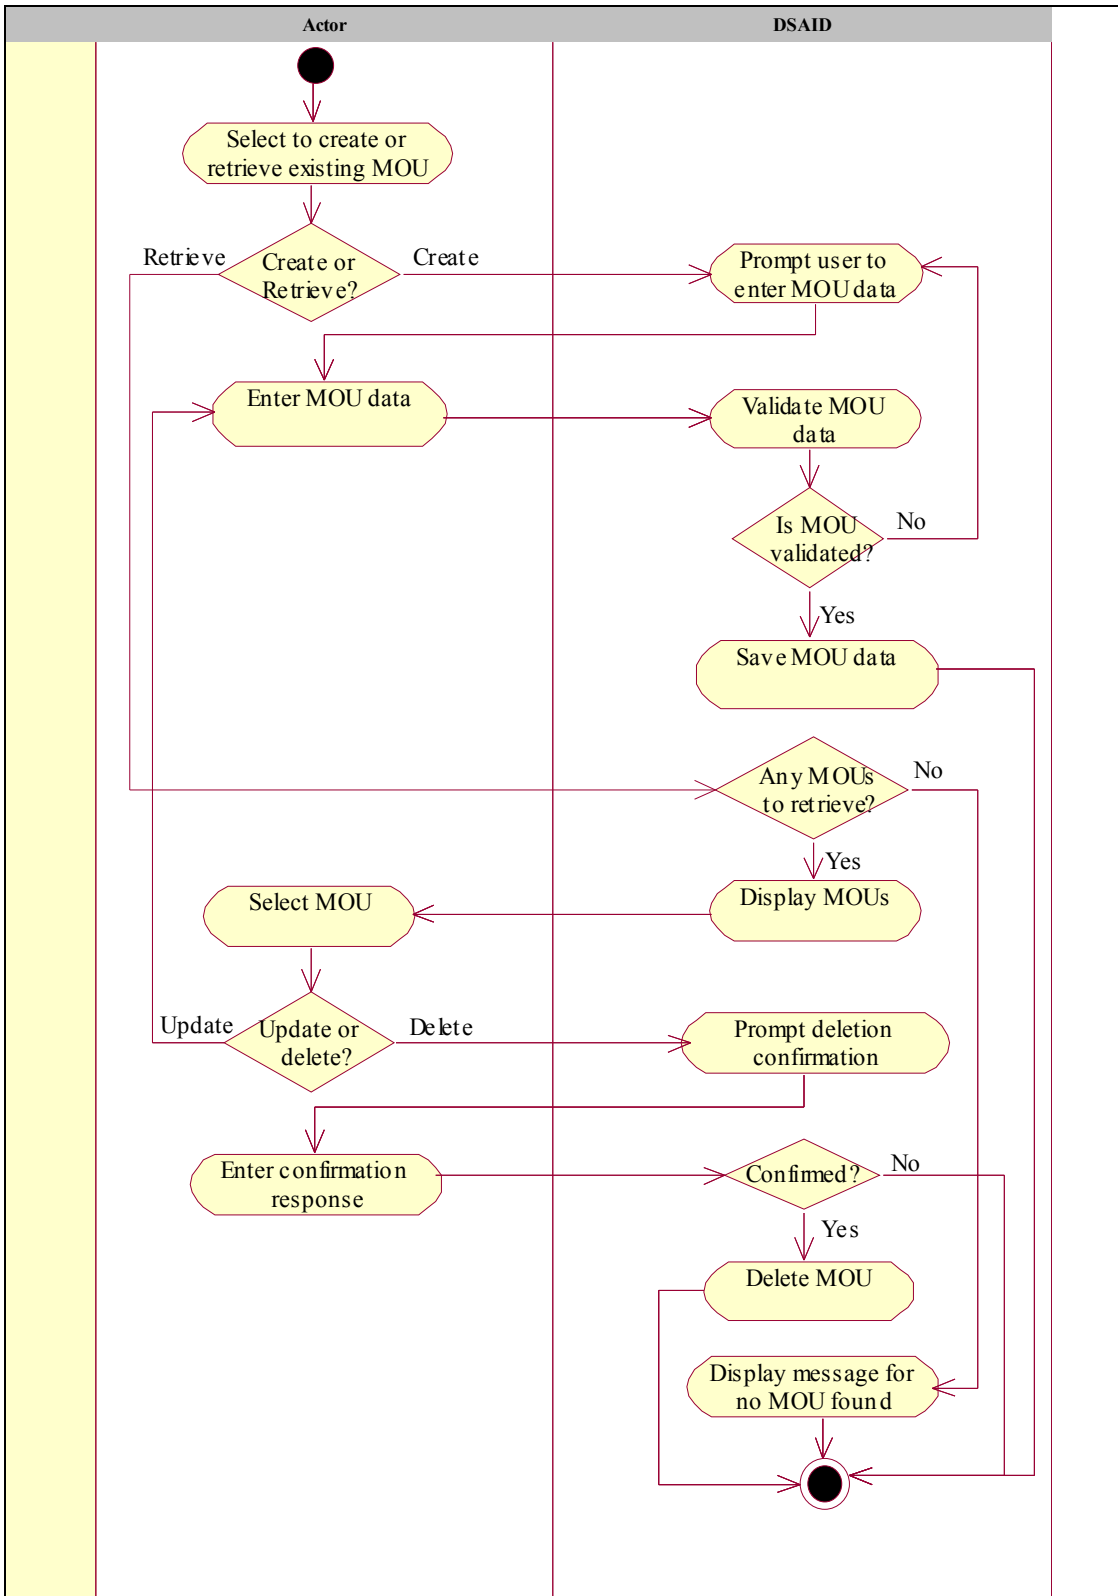 Actor
DSAID
Select to create or
retrieve existing MOU
Retrieve
Create or
Retrieve?
Create
Prompt user to
enter MOU data
Enter MOU data
Validate MOU
data
Is MOU
validated?
No
Yes
Save MOU data
Any MOUs
to retrieve?
No
Yes
Select MOU
Display MOUs
Update
Update or
delete?
Delete
Prompt deletion
confirmation
Enter confirmation
response
Confirmed?
No
Yes
Delete MOU
Display message for
no MOU found